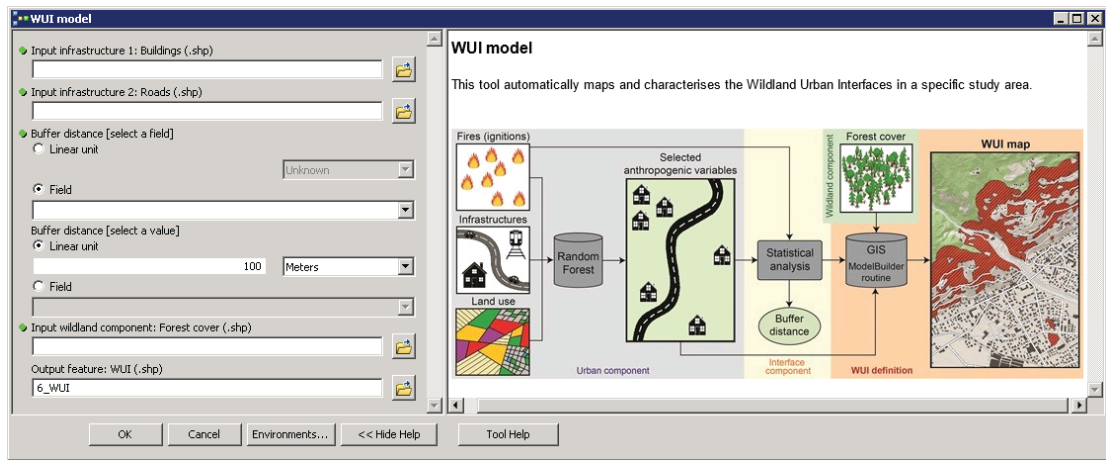 WUI model
Input infrastructure 1: Buildings (.shp)
Input infrastructure 2: Roads (.shp)
Buffer distance [select a field]
Linear unit
Unknown
Field
Buffer distance [select a value]
Linear unit
100 Meters
Field
Input wildland component: Forest cover (.shp)
Output feature: WUI (.shp)
6_WUI
OK Cancel Environments... << Hide Help Tool Help
WUI model
This tool automatically maps and characterises the Wildland Urban Interfaces in a specific study area.
Fires (ignitions)
Infrastructures
Land use
Random
Forest
Selected
anthropogenic variables
Urban component
Statistical
analysis
Buffer
distance
Interface
component
Wildland component
Forest cover
GIS
ModelBuilder
routine
WUI definition
WUI map